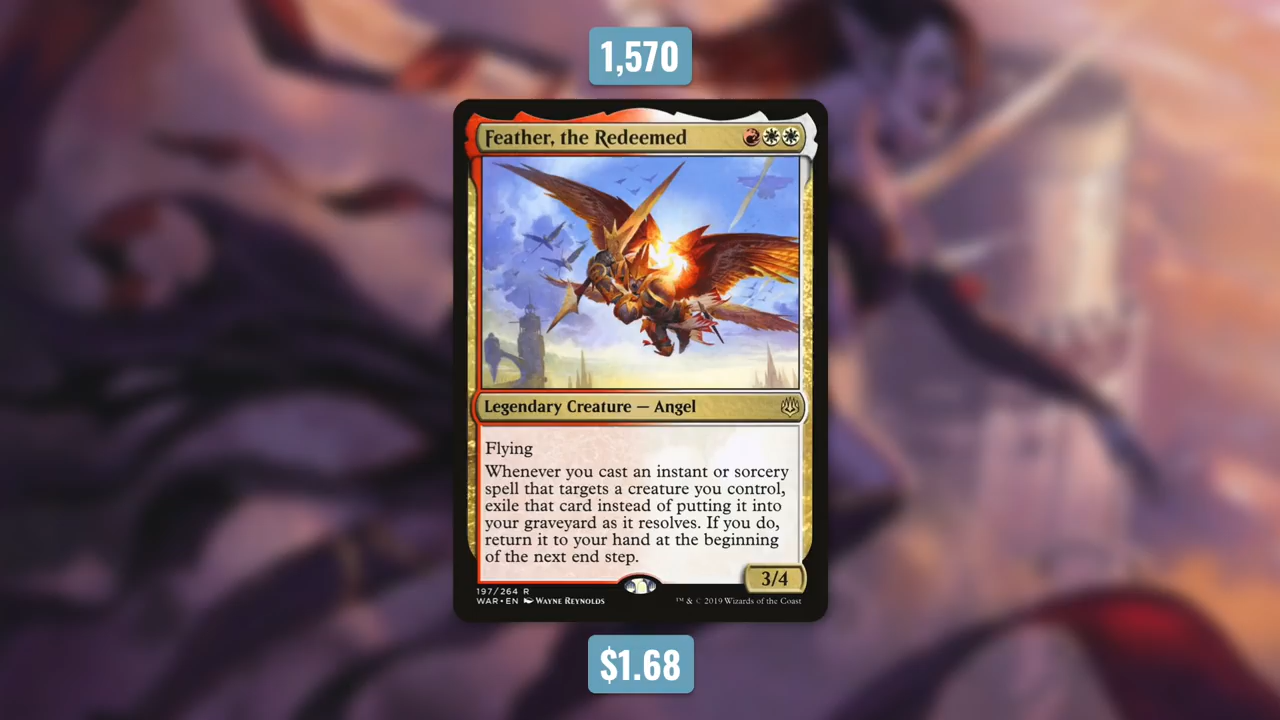 1,570
Feather, the Redeemed
Legendary Creature — Angel
Flying
Whenever you cast an instant or sorcery
spell that targets a creature you control,
exile that card instead of putting it into
your graveyard as it resolves. If you do,
return it to your hand at the beginning
of the next end step.
3/4
197/264 R
WAR • EN Wayne Reynolds
™ & © 2019 Wizards of the Coast
$1.68